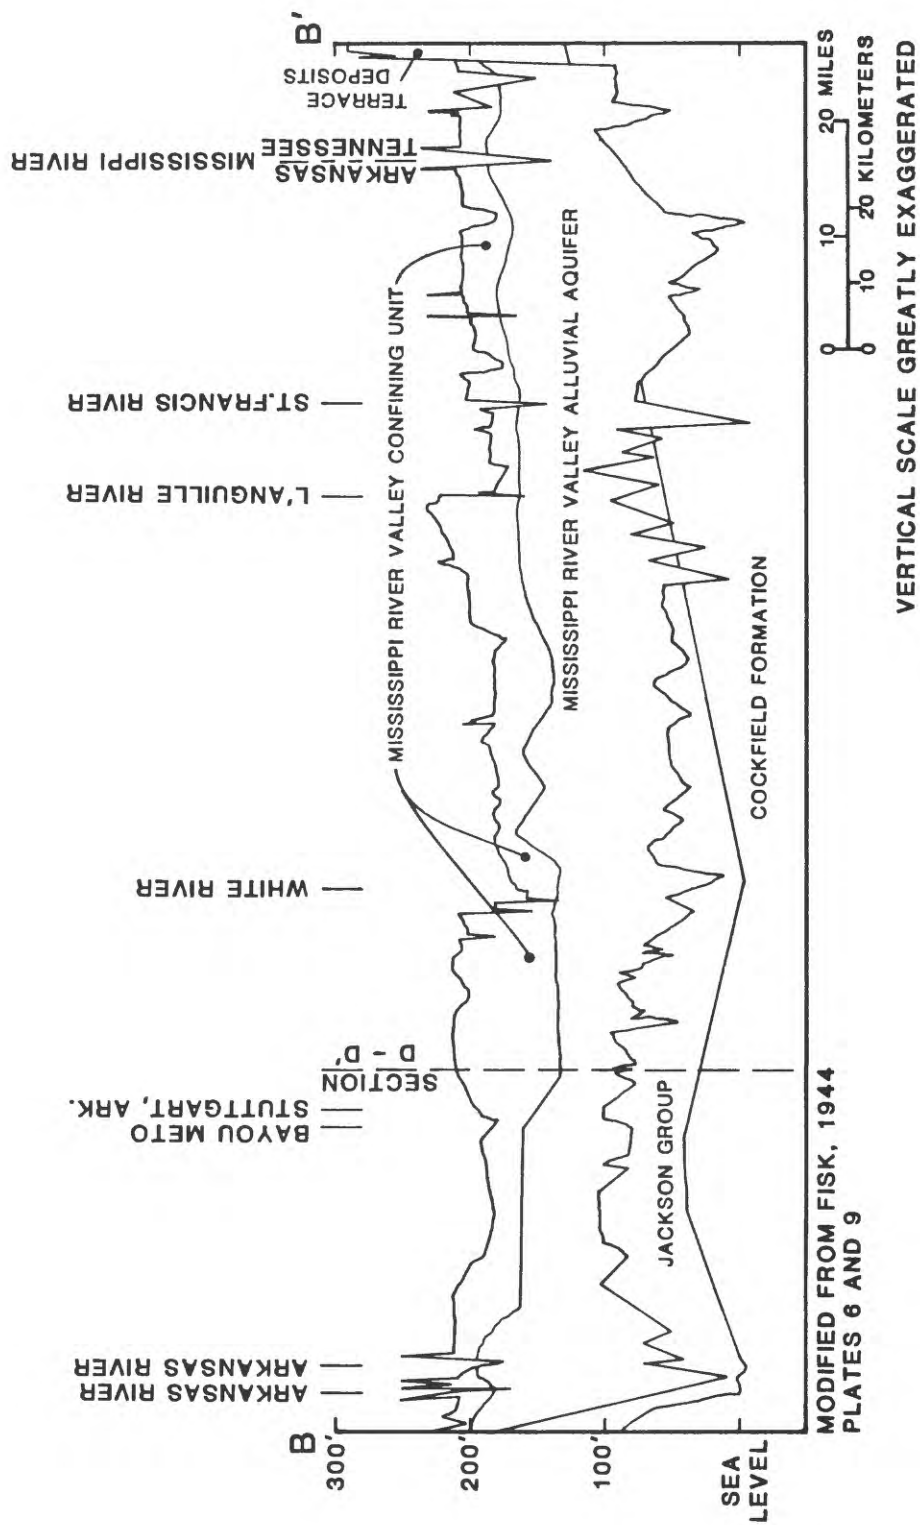 B
B'
ARKANSAS RIVER
ARKANSAS RIVER
BAYOU METO
STUTTGART, ARK.
SECTION
D - D'
WHITE RIVER
L'ANGUILLE RIVER
ST.FRANCIS RIVER
MISSISSIPPI RIVER
ARKANSAS
TENNESSEE
TERRACE
DEPOSITS
300'
200'
100'
SEA
LEVEL
MISSISSIPPI RIVER VALLEY CONFINING UNIT
MISSISSIPPI RIVER VALLEY ALLUVIAL AQUIFER
JACKSON GROUP
COCKFIELD FORMATION
MODIFIED FROM FISK, 1944
PLATES 6 AND 9
0 10 20 MILES
0 10 20 KILOMETERS
VERTICAL SCALE GREATLY EXAGGERATED